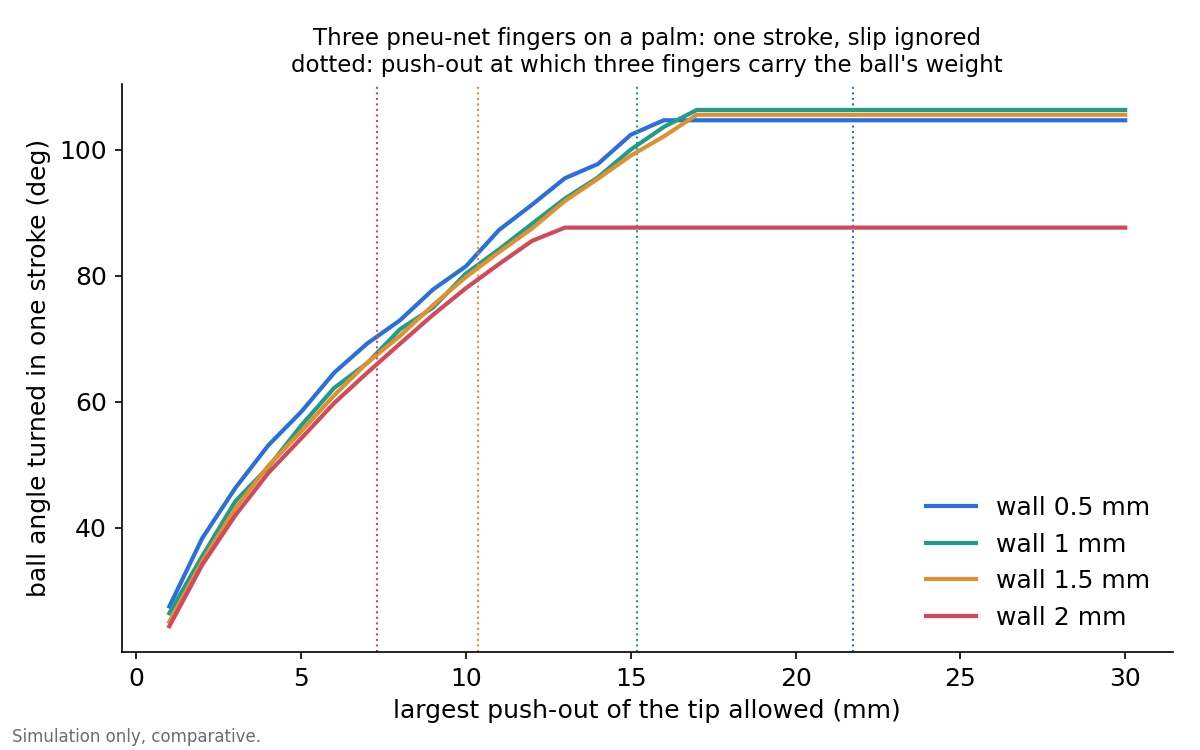 Three pneu-net fingers on a palm: one stroke, slip ignored
dotted: push-out at which three fingers carry the ball's weight
ball angle turned in one stroke (deg)
100
80
60
40
wall 0.5 mm
wall 1 mm
wall 1.5 mm
wall 2 mm
0 5 10 15 20 25 30
largest push-out of the tip allowed (mm)
Simulation only, comparative.